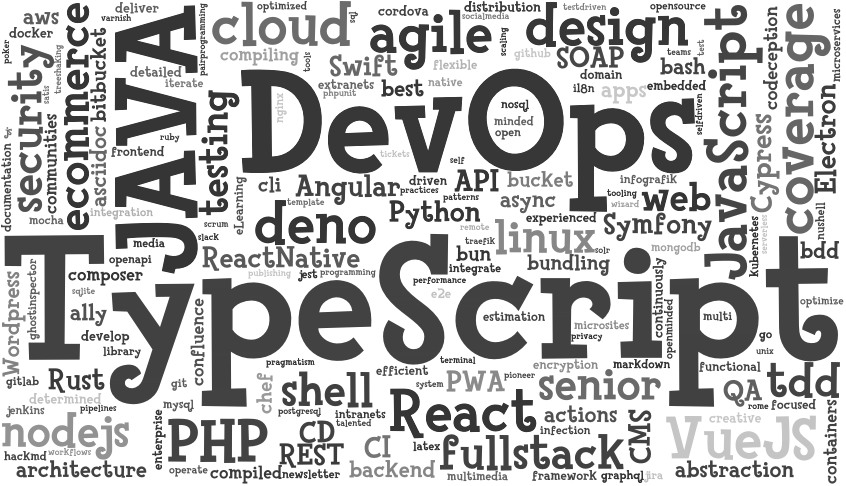 aws
docker
deliver
varnish
cloud
optimized
sql
cordova
distribution
socialmedia
testdriven
opensource
poker
satis
treeshaking
security
ecommerce
bitbucket
JAVA
pairprogramming
compiling
tools
agile
scaling
github
design
teams
test
microservices
detailed
iterate
Swift
flexible
SOAP
bash
codeception
coverage
extranets
native
domain
phpunit
best
i18n
apps
embedded
JavaScript
Electron
communities
asciidoc
ruby
testing
nginx
DevOps
nosql
minded
open
selfdriven
Cypress
documentation
frontend
tickets
self
mocha
integration
eLearning
cli
Angular
driven
practices
API
patterns
bucket
infografik
tooling
wizard
web
template
deno
Python
async
experienced
Symfony
nushell
scrum
slack
remote
traefik
linux
solr
mongodb
Kubernetes
serverless
media
openapi
ReactNative
bun
integrate
bundling
bdd
composer
publishing
jest
programming
performance
e2e
Wordpress
ghostinspector
sqlite
TypeScript
continuously
optimize
ally
estimation
microsites
privacy
openminded
multi
develop
library
confluence
go
unix
pragmatism
terminal
markdown
functional
gitlab
Rust
git
chef
shell
efficient
system
PWA
pioneer
encryption
senior
QA
tdd
determined
jenkins
pipelines
mysql
postgresql
intranets
talented
React
actions
rome
focused
containers
nodejs
enterprise
PHP
CD
REST
CI
latex
infection
CMS
creative
VueJS
hackmd
workflows
fullstack
architecture
operate
compiled
newsletter
backend
multimedia
framework
graphql
jira
abstraction